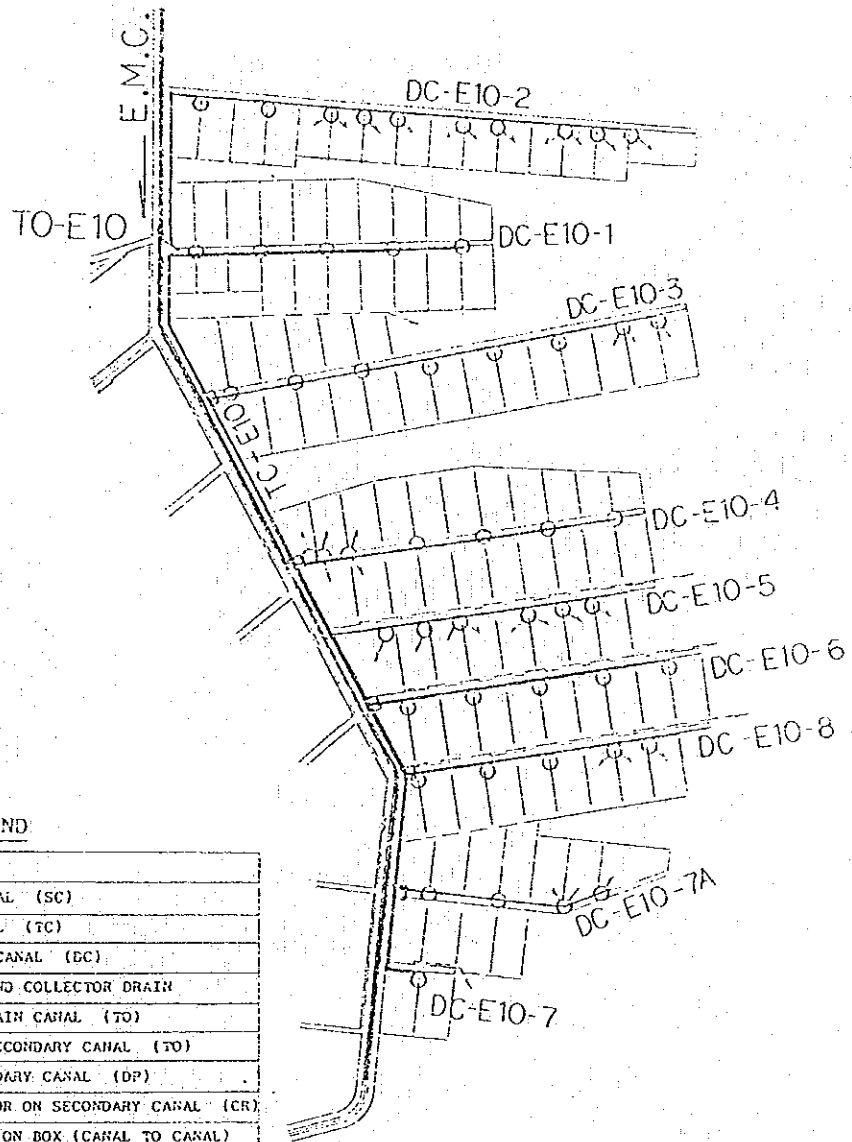 E.M.C.
DC-E10-2
TO-E10
DC-E10-1
DC-E10-3
TC-E10
DC-E10-4
DC-E10-5
DC-E10-6
DC-E10-8
DC-E10-7A
DC-E10-7
ND
AL (SC)
L (TC)
CANAL (DC)
ND COLLECTOR DRAIN
AIN CANAL (TO)
ECONDARY CANAL (TO)
DARY CANAL (DP)
OR ON SECONDARY CANAL (CR)
ON BOX (CANAL TO CANAL)